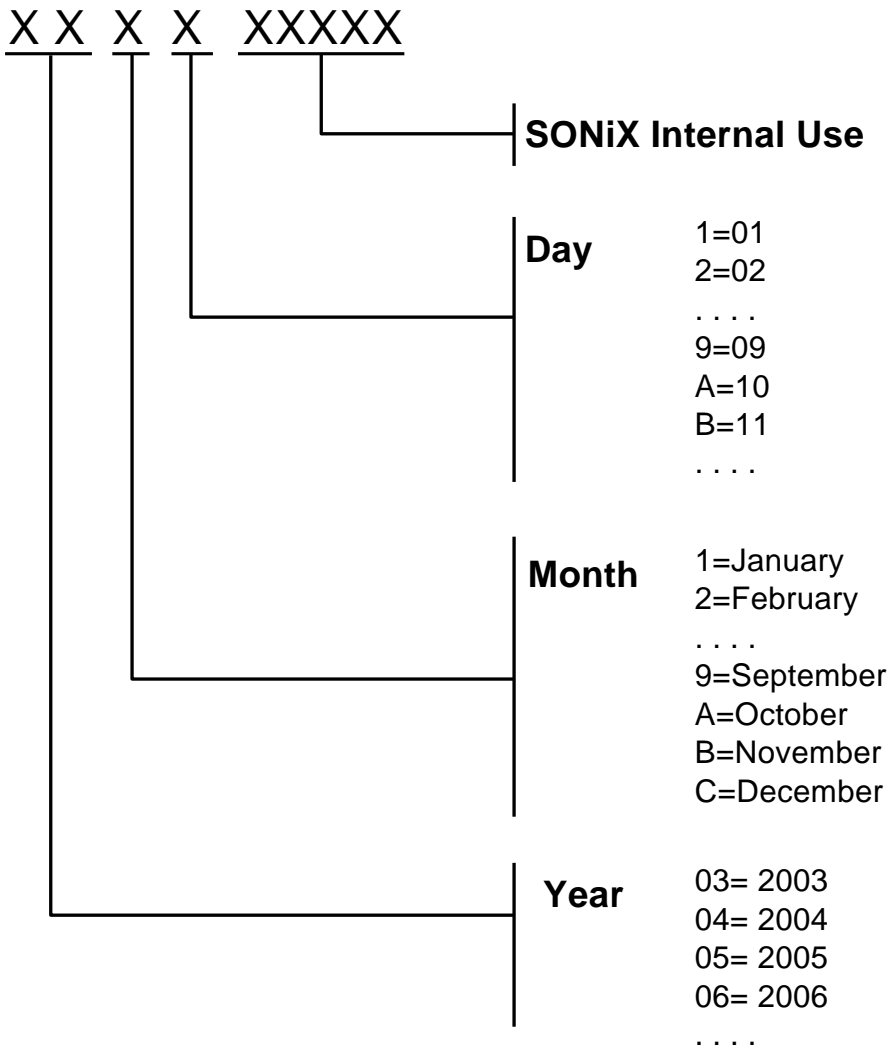 X X X X XXXXX
SONiX Internal Use
Day
1=01
2=02
. . . .
9=09
A=10
B=11
. . . .
Month
1=January
2=February
. . . .
9=September
A=October
B=November
C=December
Year
03= 2003
04= 2004
05= 2005
06= 2006
. . . .